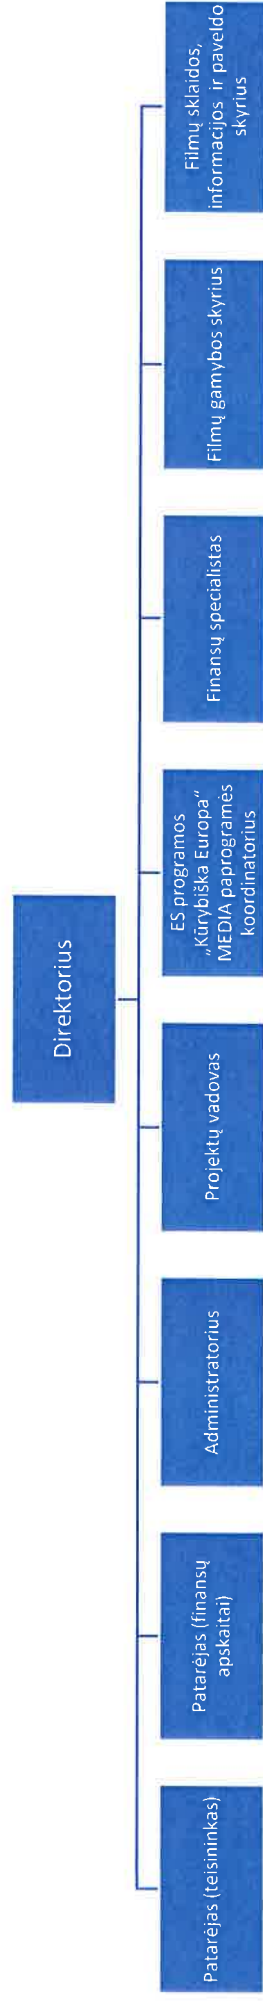 Direktorius
Patarėjas (teisininkas)
Patarėjas (finansų
apskaitai)
Administratorius
Projektų vadovas
ES programos
„Kūrybiška Europa“
MEDIA paprogramės
koordinatorius
Finansų specialistas
Filmų gamybos skyrius
Filmų sklaidos,
informacijos ir paveldo
skyrius